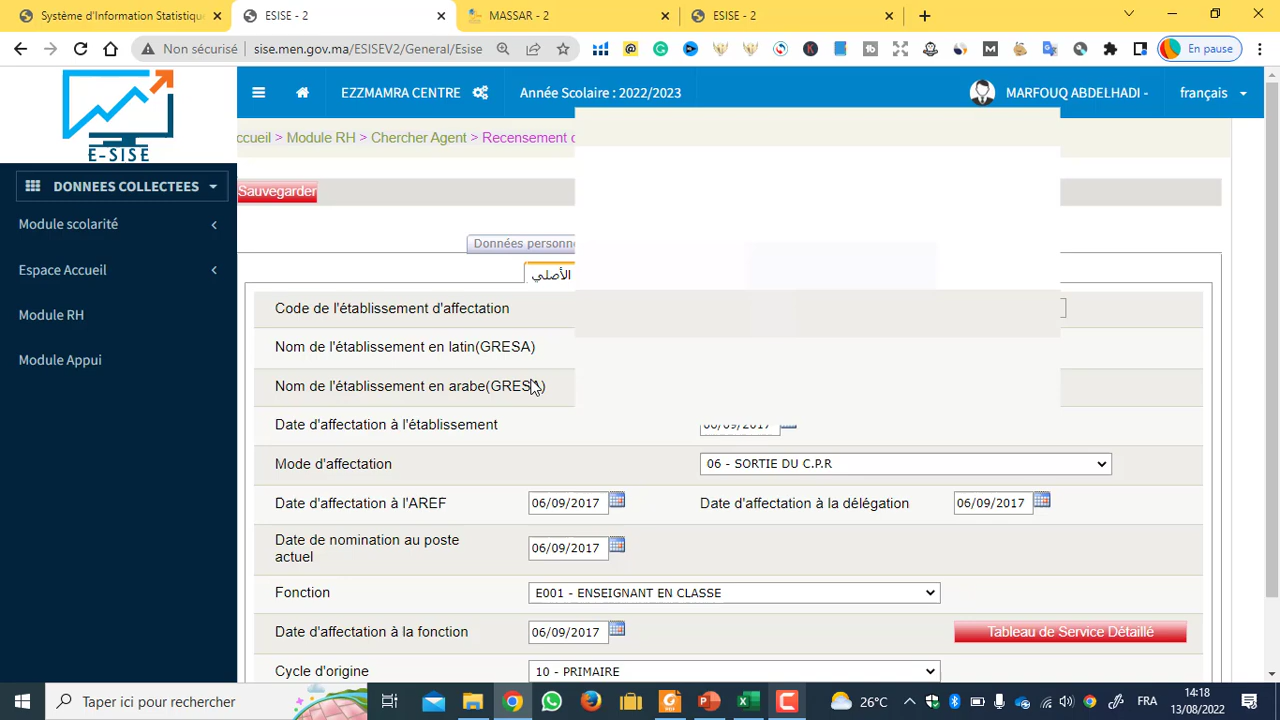 Système d'Information Statistiqu
ESISE - 2
MASSAR - 2
ESISE - 2
Non sécurisé
sise.men.gov.ma/ESISEV2/General/Esise
En pause
E-SISE
EZZMAMRA CENTRE
Année Scolaire : 2022/2023
MARFOUQ ABDELHADI -
français
ccueil > Module RH > Chercher Agent > Recensement d
DONNEES COLLECTEES
Module scolarité
Espace Accueil
Module RH
Module Appui
Sauvegarder
Données personne
الأصلي
Code de l'établissement d'affectation
Nom de l'établissement en latin(GRESA)
Nom de l'établissement en arabe(GRESA)
Date d'affectation à l'établissement 06/09/2017
Mode d'affectation 06 - SORTIE DU C.P.R
Date d'affectation à l'AREF 06/09/2017 Date d'affectation à la délégation 06/09/2017
Date de nomination au poste
actuel 06/09/2017
Fonction E001 - ENSEIGNANT EN CLASSE
Date d'affectation à la fonction 06/09/2017 Tableau de Service Détaillé
Cycle d'origine 10 - PRIMAIRE
Taper ici pour rechercher
26°C
FRA
14:18
13/08/2022